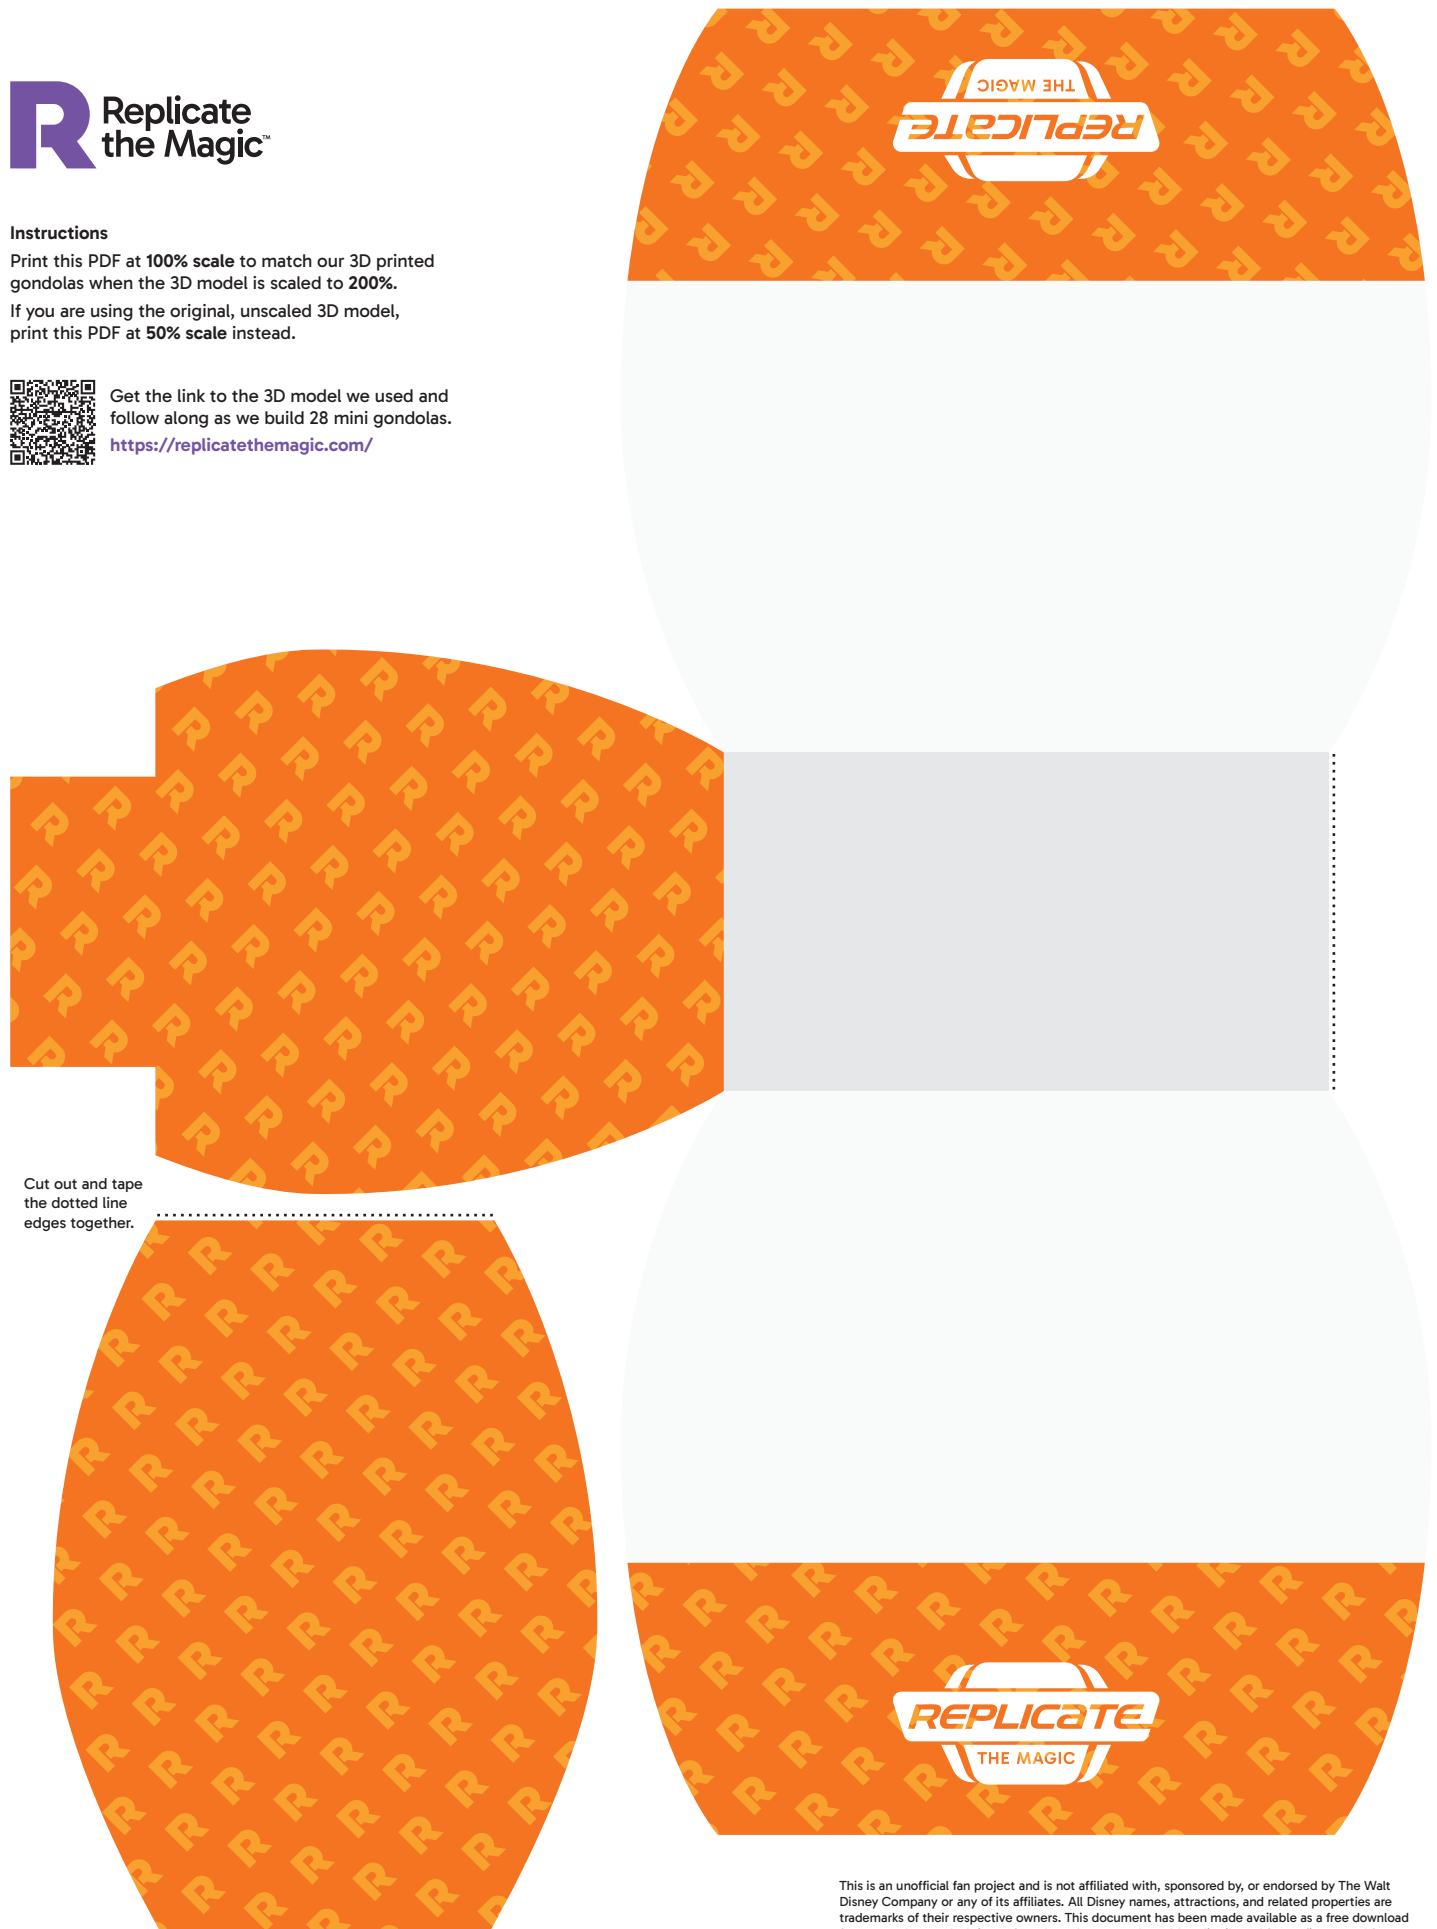 Replicate
the Magic™
Instructions
Print this PDF at 100% scale to match our 3D printed
gondolas when the 3D model is scaled to 200%.
If you are using the original, unscaled 3D model,
print this PDF at 50% scale instead.
Get the link to the 3D model we used and
follow along as we build 28 mini gondolas.
https://replicatethemagic.com/
THE MAGIC
REPLICATE
Cut out and tape
the dotted line
edges together.
REPLICATE
THE MAGIC
This is an unofficial fan project and is not affiliated with, sponsored by, or endorsed by The Walt
Disney Company or any of its affiliates. All Disney names, attractions, and related properties are
trademarks of their respective owners. This document has been made available as a free download